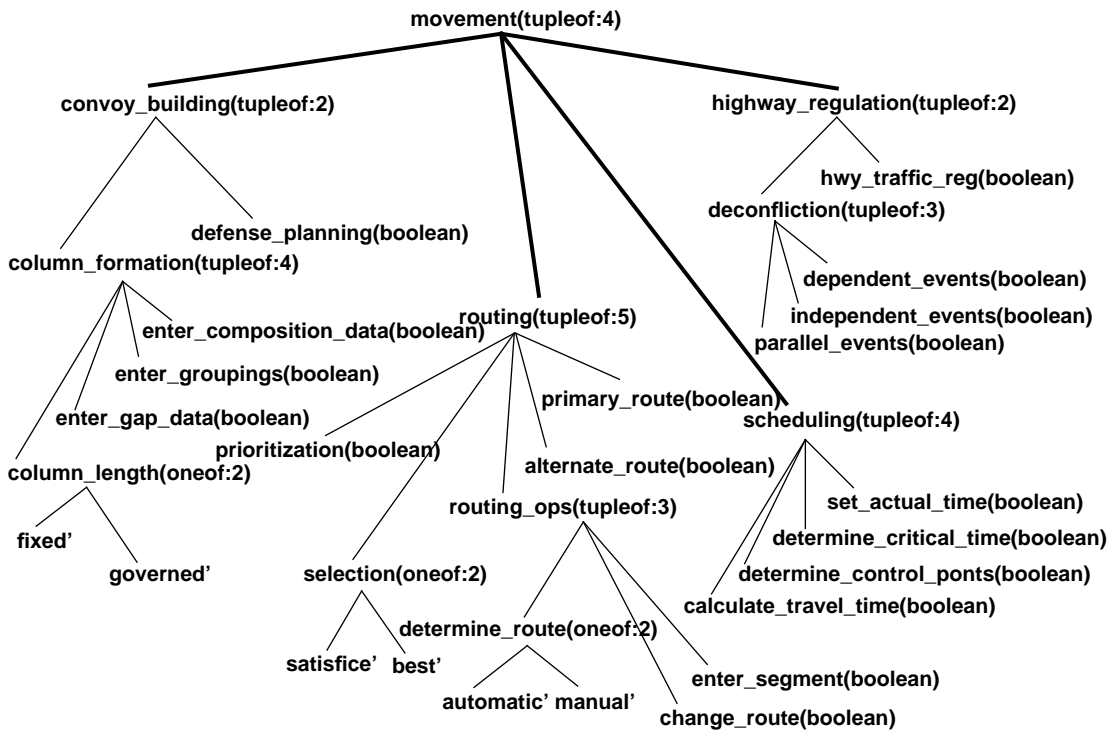 movement(tupleof:4)
convoy_building(tupleof:2)
highway_regulation(tupleof:2)
hwy_traffic_reg(boolean)
deconfliction(tupleof:3)
defense_planning(boolean)
column_formation(tupleof:4)
dependent_events(boolean)
independent_events(boolean)
parallel_events(boolean)
routing(tupleof:5)
enter_composition_data(boolean)
enter_groupings(boolean)
enter_gap_data(boolean)
primary_route(boolean)
scheduling(tupleof:4)
prioritization(boolean)
column_length(oneof:2)
alternate_route(boolean)
set_actual_time(boolean)
routing_ops(tupleof:3)
determine_critical_time(boolean)
fixed’
governed’
selection(oneof:2)
determine_control_ponts(boolean)
calculate_travel_time(boolean)
determine_route(oneof:2)
satisfice’
best’
enter_segment(boolean)
automatic’ manual’
change_route(boolean)